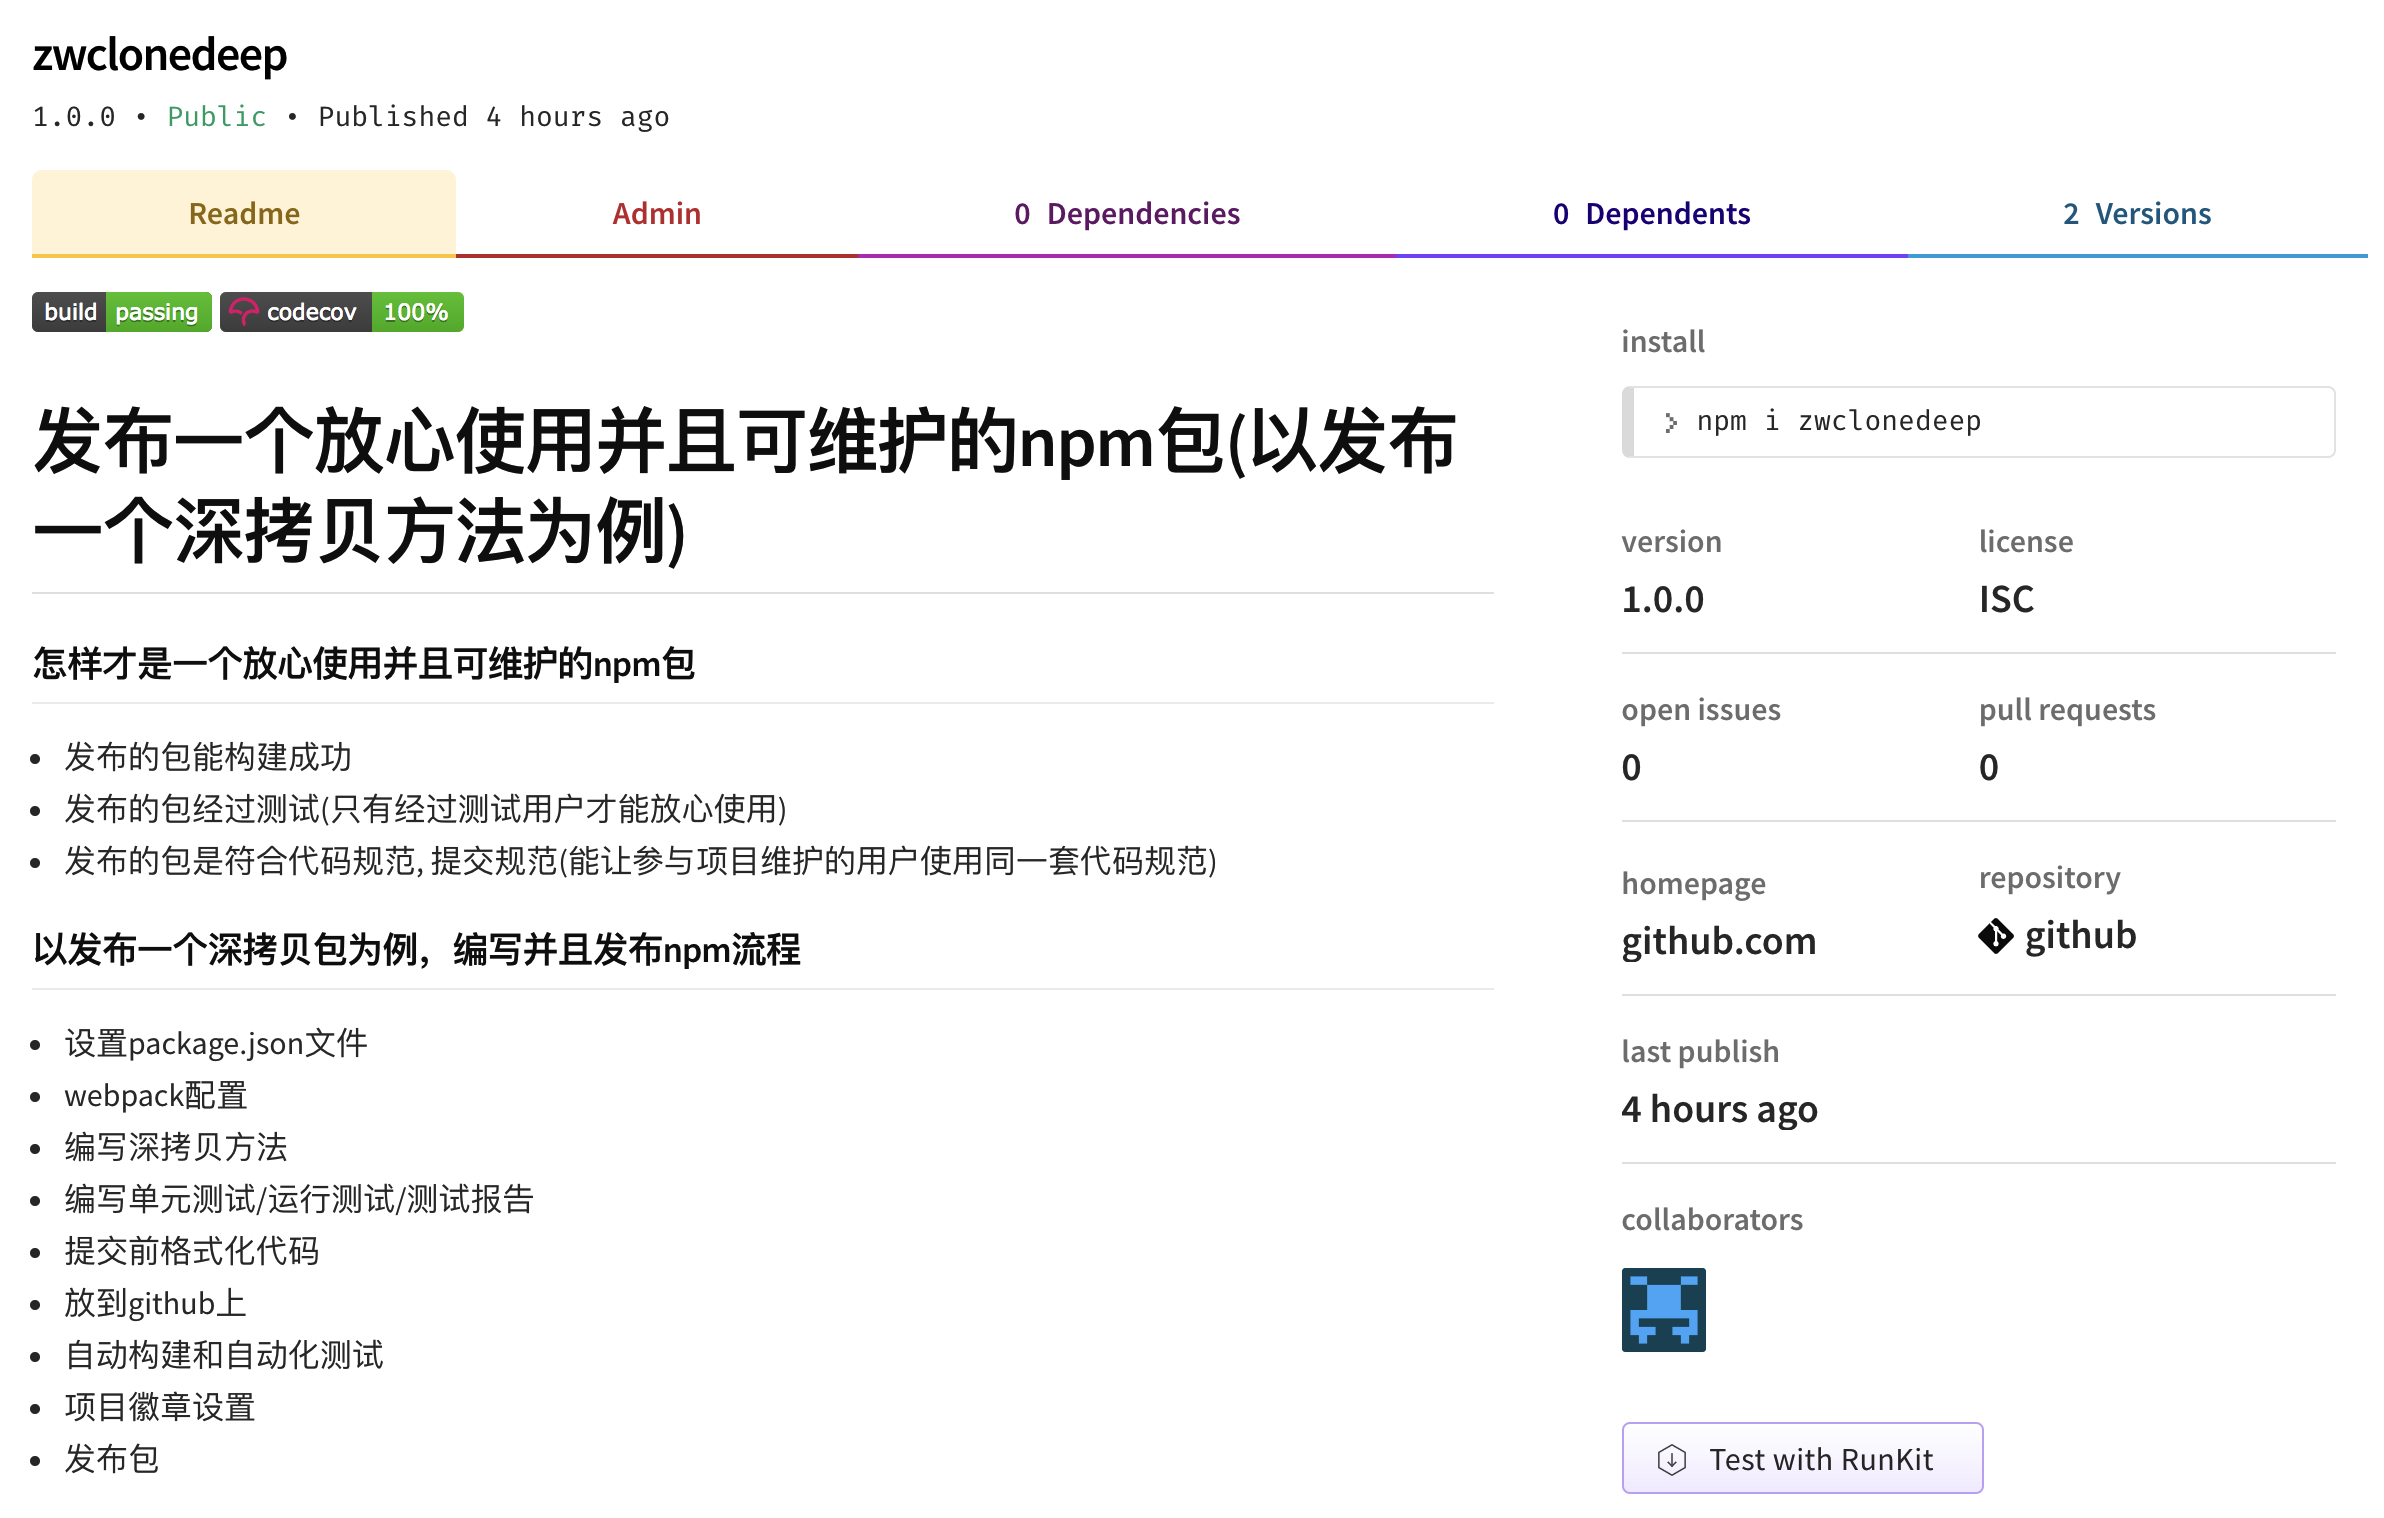 zwclonedeep
1.0.0 • Public • Published 4 hours ago
Readme
Admin
0 Dependencies
0 Dependents
2 Versions
build passing
codecov 100%
发布一个放心使用并且可维护的npm包(以发布
一个深拷贝方法为例)
怎样才是一个放心使用并且可维护的npm包
• 发布的包能构建成功
• 发布的包经过测试(只有经过测试用户才能放心使用)
• 发布的包是符合代码规范, 提交规范(能让参与项目维护的用户使用同一套代码规范)
以发布一个深拷贝包为例，编写并且发布npm流程
• 设置package.json文件
• webpack配置
• 编写深拷贝方法
• 编写单元测试/运行测试/测试报告
• 提交前格式化代码
• 放到github上
• 自动构建和自动化测试
• 项目徽章设置
• 发布包
install
npm i zwclonedeep
version
license
1.0.0
ISC
open issues
pull requests
0
0
homepage
repository
github.com
github
last publish
4 hours ago
collaborators
Test with RunKit